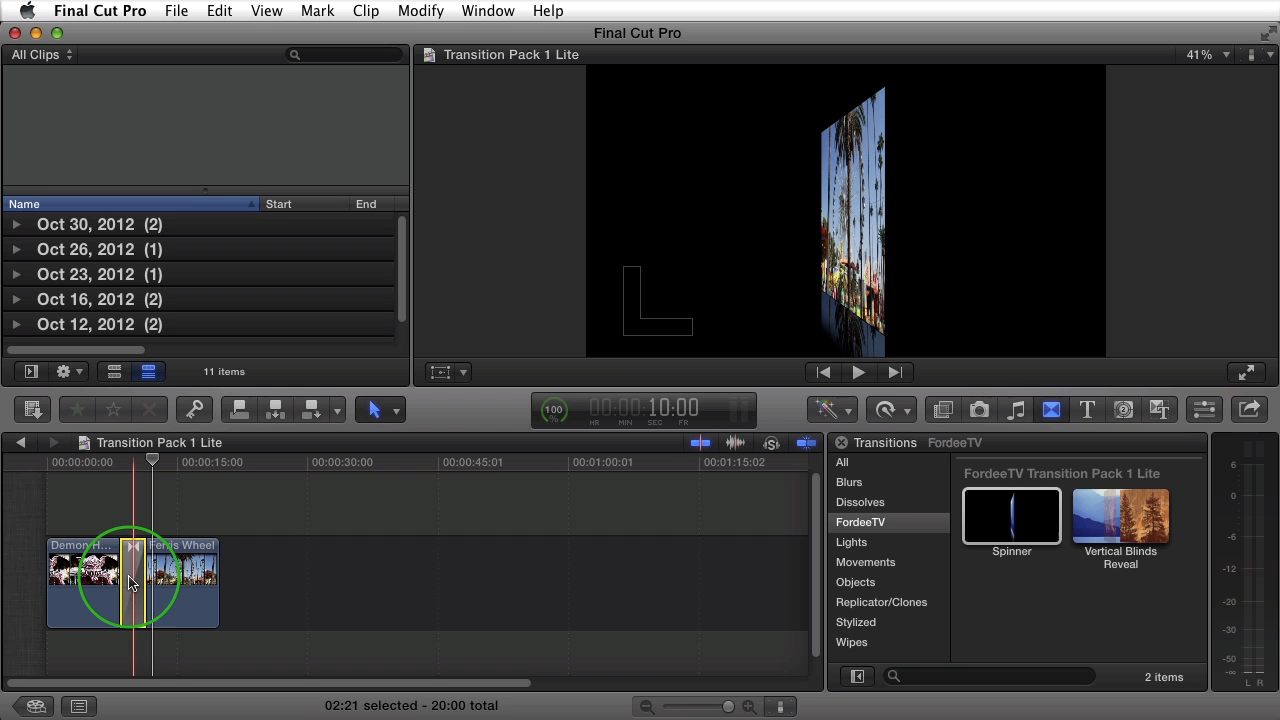 Final Cut Pro File Edit View Mark Clip Modify Window Help
Final Cut Pro
All Clips
Transition Pack 1 Lite 41%
Name Start End
Oct 30, 2012 (2)
Oct 26, 2012 (1)
Oct 23, 2012 (1)
Oct 16, 2012 (2)
Oct 12, 2012 (2)
11 items
100 %
00:00:10:00
HR MIN SEC FR
Transition Pack 1 Lite
00:00:00:00 00:00:15:00 00:00:30:00 00:00:45:01 00:01:00:01 00:01:15:02
Demon H... Ferris Wheel
02:21 selected - 20:00 total
Transitions FordeeTV
All
Blurs
Dissolves
FordeeTV
Lights
Movements
Objects
Replicator/Clones
Stylized
Wipes
FordeeTV Transition Pack 1 Lite
Spinner
Vertical Blinds
Reveal
2 items
6
0
-6
-12
-20
-30
-50
-∞
L R